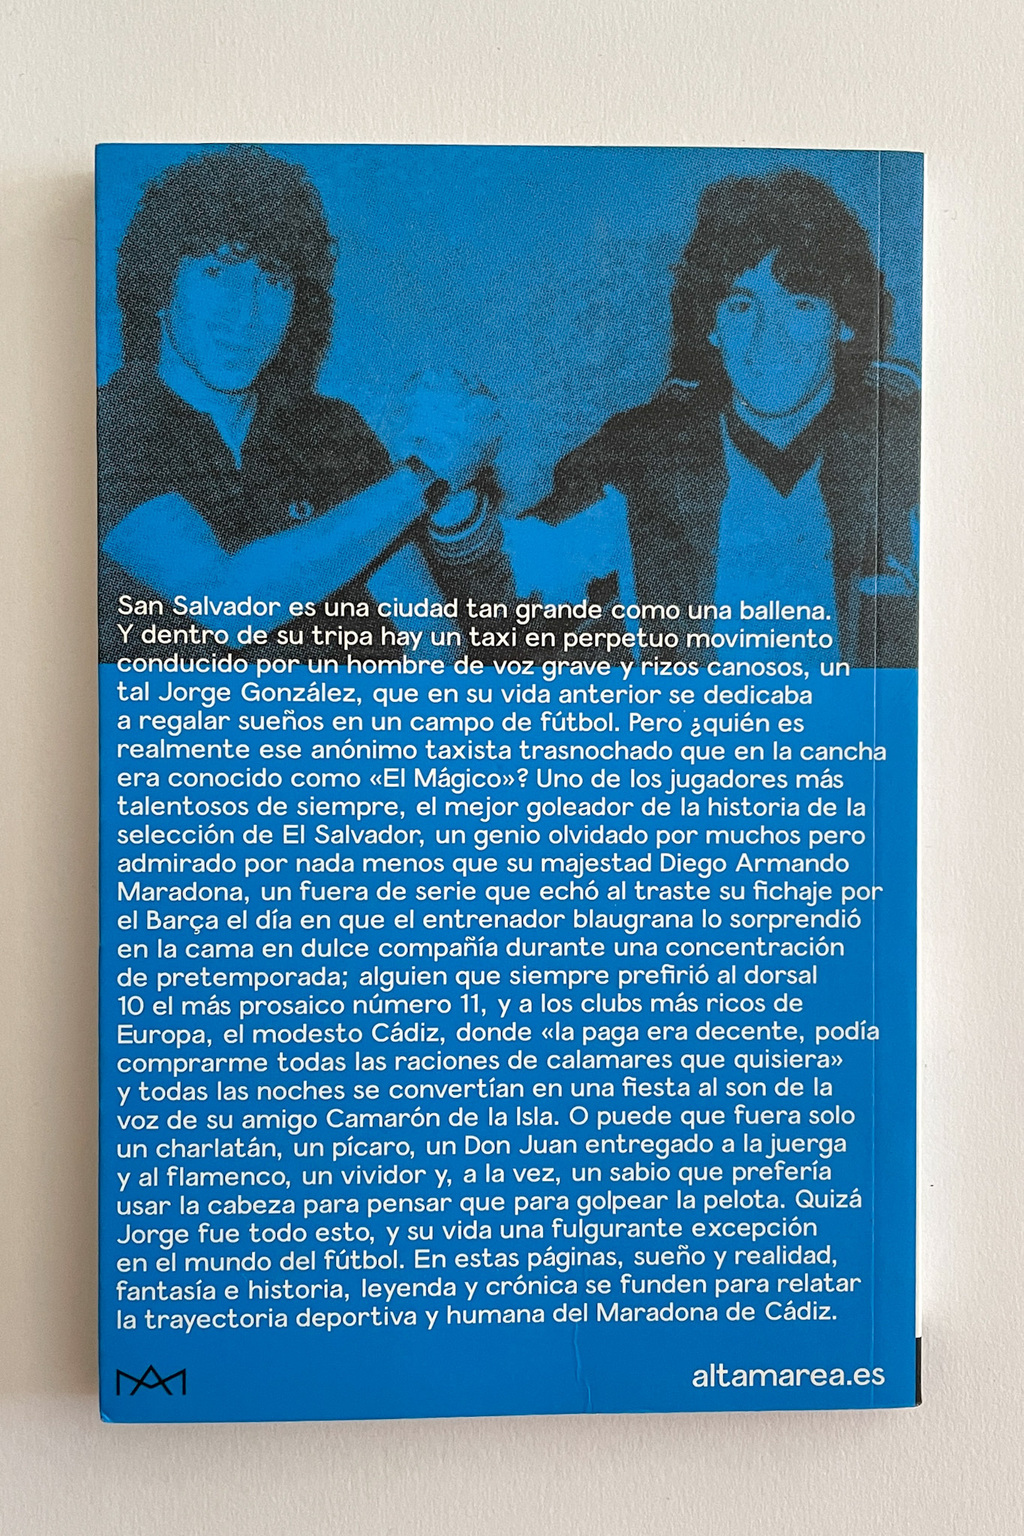 San Salvador es una ciudad tan grande como una ballena.
Y dentro de su tripa hay un taxi en perpetuo movimiento
conducido por un hombre de voz grave y rizos canosos, un
tal Jorge González, que en su vida anterior se dedicaba
a regalar sueños en un campo de fútbol. Pero ¿quién es
realmente ese anónimo taxista trasnochado que en la cancha
era conocido como «El Mágico»? Uno de los jugadores más
talentosos de siempre, el mejor goleador de la historia de la
selección de El Salvador, un genio olvidado por muchos pero
admirado por nada menos que su majestad Diego Armando
Maradona, un fuera de serie que echó al traste su fichaje por
el Barça el día en que el entrenador blaugrana lo sorprendió
en la cama en dulce compañía durante una concentración
de pretemporada; alguien que siempre prefirió al dorsal
10 el más prosaico número 11, y a los clubs más ricos de
Europa, el modesto Cádiz, donde «la paga era decente, podía
comprarme todas las raciones de calamares que quisiera»
y todas las noches se convertían en una fiesta al son de la
voz de su amigo Camarón de la Isla. O puede que fuera solo
un charlatán, un pícaro, un Don Juan entregado a la juerga
y al flamenco, un vividor y, a la vez, un sabio que prefería
usar la cabeza para pensar que para golpear la pelota. Quizá
Jorge fue todo esto, y su vida una fulgurante excepción
en el mundo del fútbol. En estas páginas, sueño y realidad,
fantasía e historia, leyenda y crónica se funden para relatar
la trayectoria deportiva y humana del Maradona de Cádiz.
altamarea.es